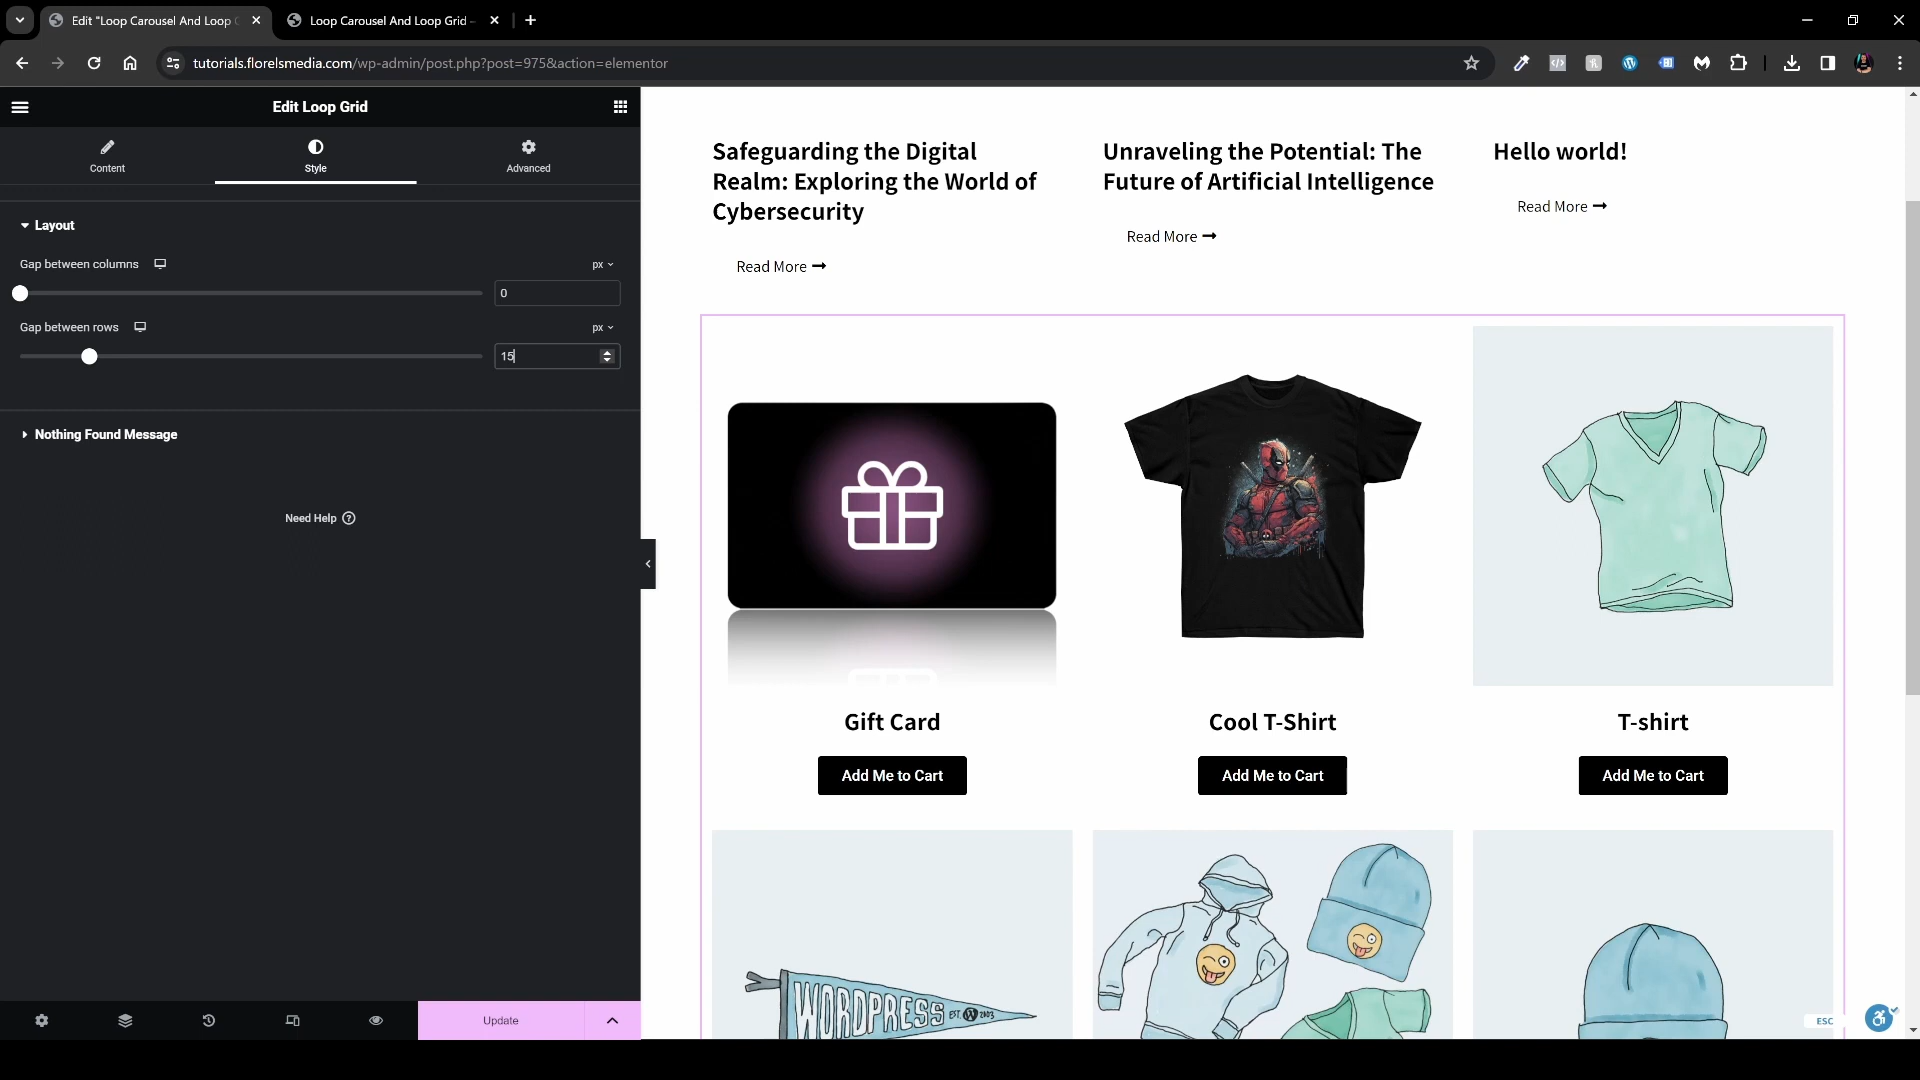 Edit "Loop Carousel And Loop G
Loop Carousel And Loop Grid -
tutorials.florelsmedia.com/wp-admin/post.php?post=975&action=elementor
Edit Loop Grid
Content
Style
Advanced
Layout
Gap between columns
px
0
Gap between rows
px
15
Nothing Found Message
Need Help
Update
Safeguarding the Digital
Realm: Exploring the World of
Cybersecurity
Read More
Unraveling the Potential: The
Future of Artificial Intelligence
Read More
Hello world!
Read More
Gift Card
Add Me to Cart
Cool T-Shirt
Add Me to Cart
T-shirt
Add Me to Cart
WORDPRESS EST. 2003
ESC